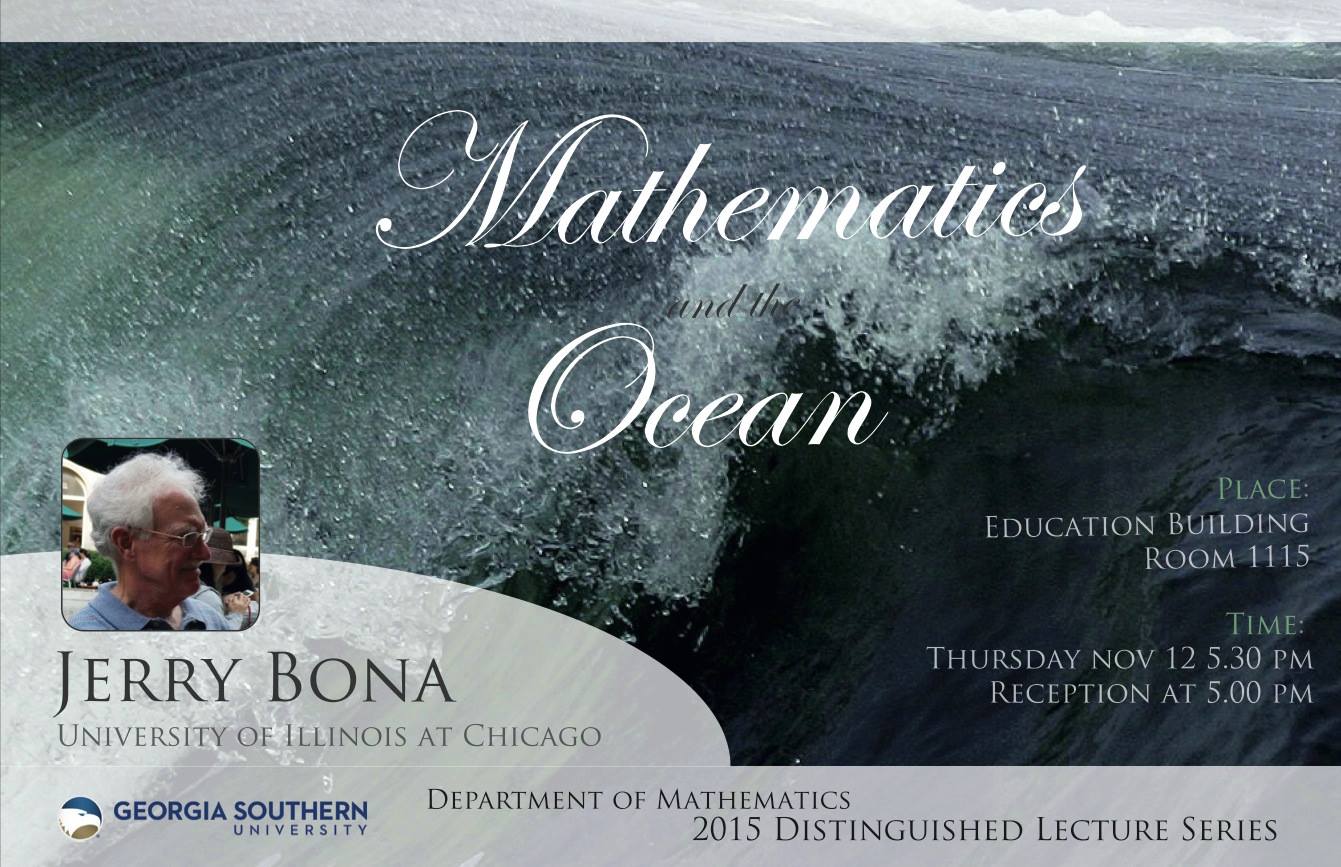 Mathematics
and the
Ocean
PLACE:
EDUCATION BUILDING
ROOM 1115
TIME:
THURSDAY NOV 12 5.30 PM
RECEPTION AT 5.00 PM
JERRY BONA
UNIVERSITY OF ILLINOIS AT CHICAGO
GEORGIA SOUTHERN
UNIVERSITY
DEPARTMENT OF MATHEMATICS
2015 DISTINGUISHED LECTURE SERIES